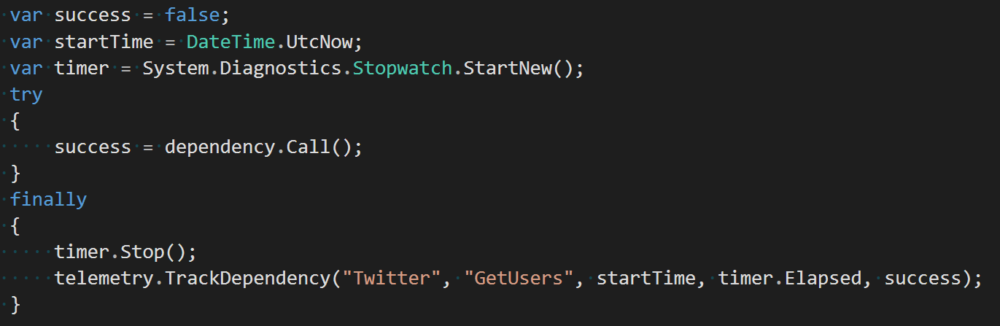 var success = false;
var startTime = DateTime.UtcNow;
var timer = System.Diagnostics.Stopwatch.StartNew();
try
{
    success = dependency.Call();
}
finally
{
    timer.Stop();
    telemetry.TrackDependency("Twitter", "GetUsers", startTime, timer.Elapsed, success);
}